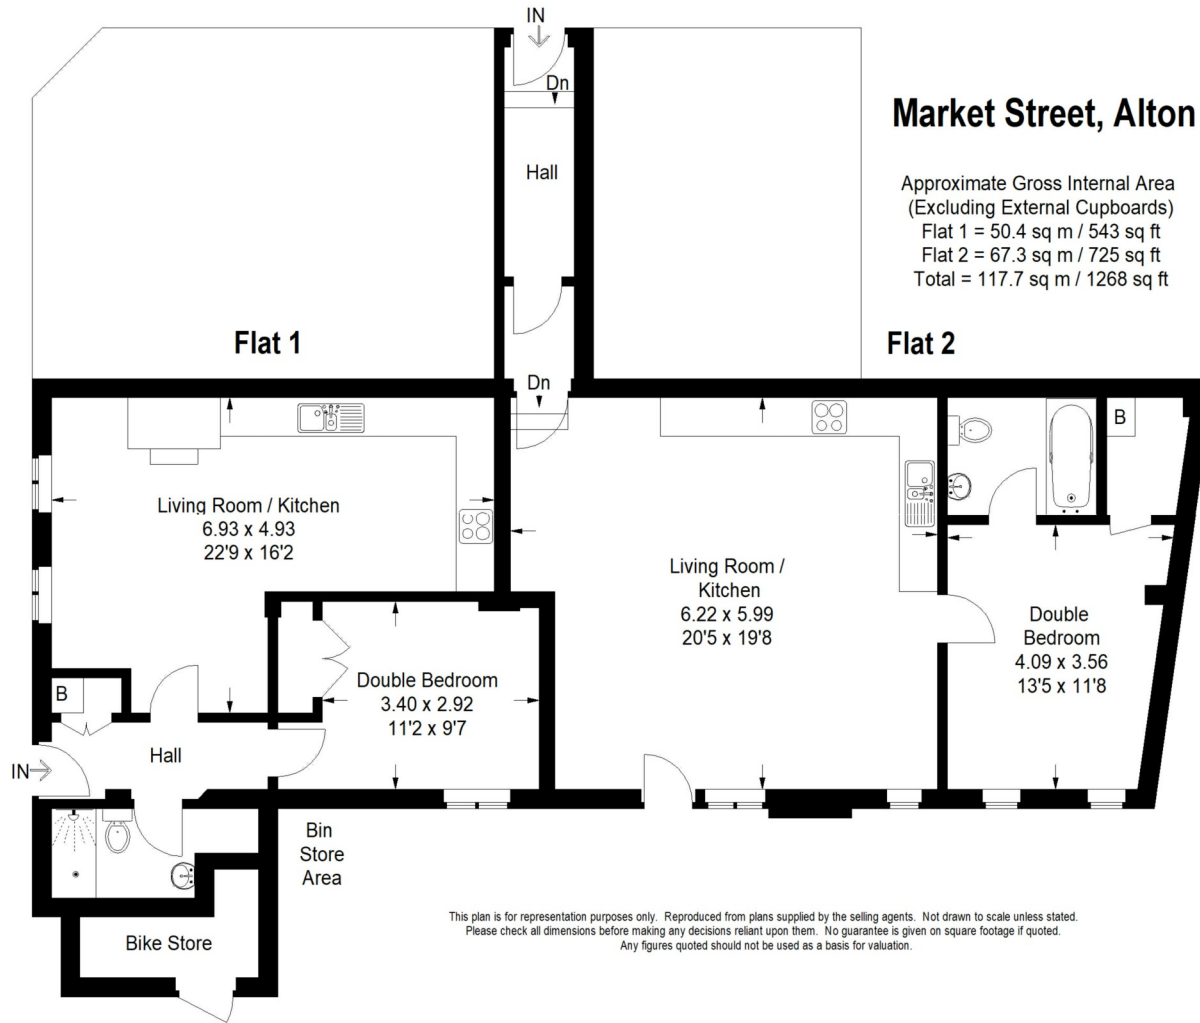 IN
Dn
Market Street, Alton
Hall
Approximate Gross Internal Area
(Excluding External Cupboards)
Flat 1 = 50.4 sq m / 543 sq ft
Flat 2 = 67.3 sq m / 725 sq ft
Total = 117.7 sq m / 1268 sq ft
Flat 1
Flat 2
Dn
B
Living Room / Kitchen
6.93 x 4.93
22'9 x 16'2
Living Room /
Kitchen
6.22 x 5.99
20'5 x 19'8
Double
Bedroom
4.09 x 3.56
13'5 x 11'8
B
Double Bedroom
3.40 x 2.92
11'2 x 9'7
Hall
IN
Bin
Store
Area
Bike Store
This plan is for representation purposes only. Reproduced from plans supplied by the selling agents. Not drawn to scale unless stated.
Please check all dimensions before making any decisions reliant upon them. No guarantee is given on square footage if quoted.
Any figures quoted should not be used as a basis for valuation.